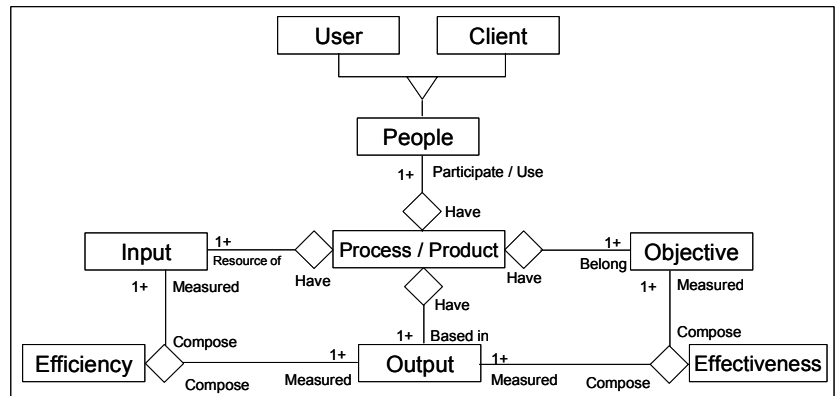 User Client
People
1+ Participate / Use
Have
Input 1+ Resource of Have Process / Product Have 1+ Belong Objective
1+ Measured
Have
1+ Measured
Compose
1+ Based in
Compose
Efficiency Compose 1+ Measured Output 1+ Measured Compose Effectiveness